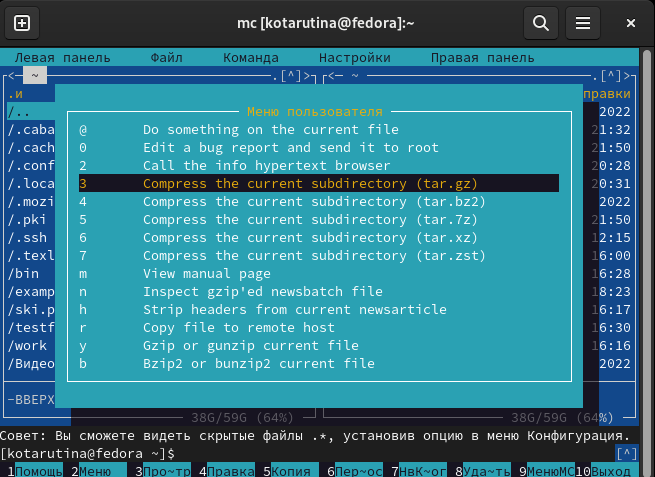 mc [kotarutina@fedora]:~
Левая панель Файл Команда Настройки Правая панель
<- ~ .[^]>
<- ~ .[^]>
.и
правки
/..
2022
/.caba
21:32
/.cach
21:50
/.conf
20:28
/.loca
20:31
/.mozi
2022
/.pki
21:50
/.ssh
12:15
/.texl
16:00
/bin
16:28
/examp
18:23
/ski.p
16:17
/testf
16:30
/work
16:16
/Видео
2022
-ВВЕРХ
Меню пользователя
@ Do something on the current file
0 Edit a bug report and send it to root
2 Call the info hypertext browser
3 Compress the current subdirectory (tar.gz)
4 Compress the current subdirectory (tar.bz2)
5 Compress the current subdirectory (tar.7z)
6 Compress the current subdirectory (tar.xz)
7 Compress the current subdirectory (tar.zst)
m View manual page
n Inspect gzip'ed newsbatch file
h Strip headers from current newsarticle
r Copy file to remote host
y Gzip or gunzip current file
b Bzip2 or bunzip2 current file
38G/59G (64%)
38G/59G (64%)
Совет: Вы сможете видеть скрытые файлы .*, установив опцию в меню Конфигурация.
[kotarutina@fedora ~]$ [^]
1Помощь 2Меню 3Про~тр 4Правка 5Копия 6Пер~ос 7НвК~ог 8Уда~ть 9МенюMC 10Выход